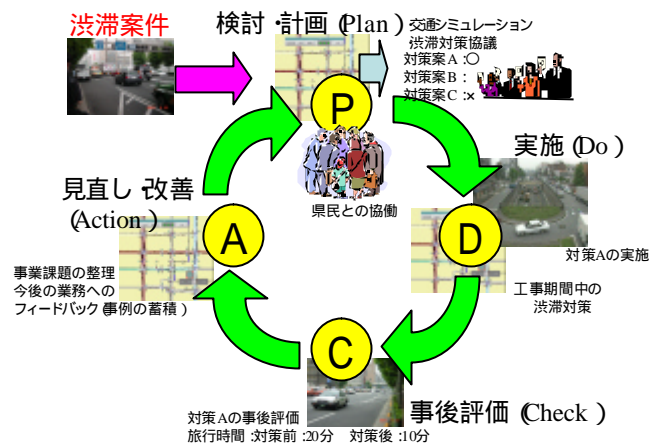 渋滞案件
検討・計画 (Plan)
交通シミュレーション
渋滞対策協議
対策案A:○
対策案B:
対策案C:×
P
県民との協働
実施 (Do)
D
対策Aの実施
工事期間中の
渋滞対策
C
事後評価 (Check)
対策Aの事後評価
旅行時間:対策前:20分 対策後:10分
見直し・改善
(Action)
A
事業課題の整理
今後の業務への
フィードバック(事例の蓄積)